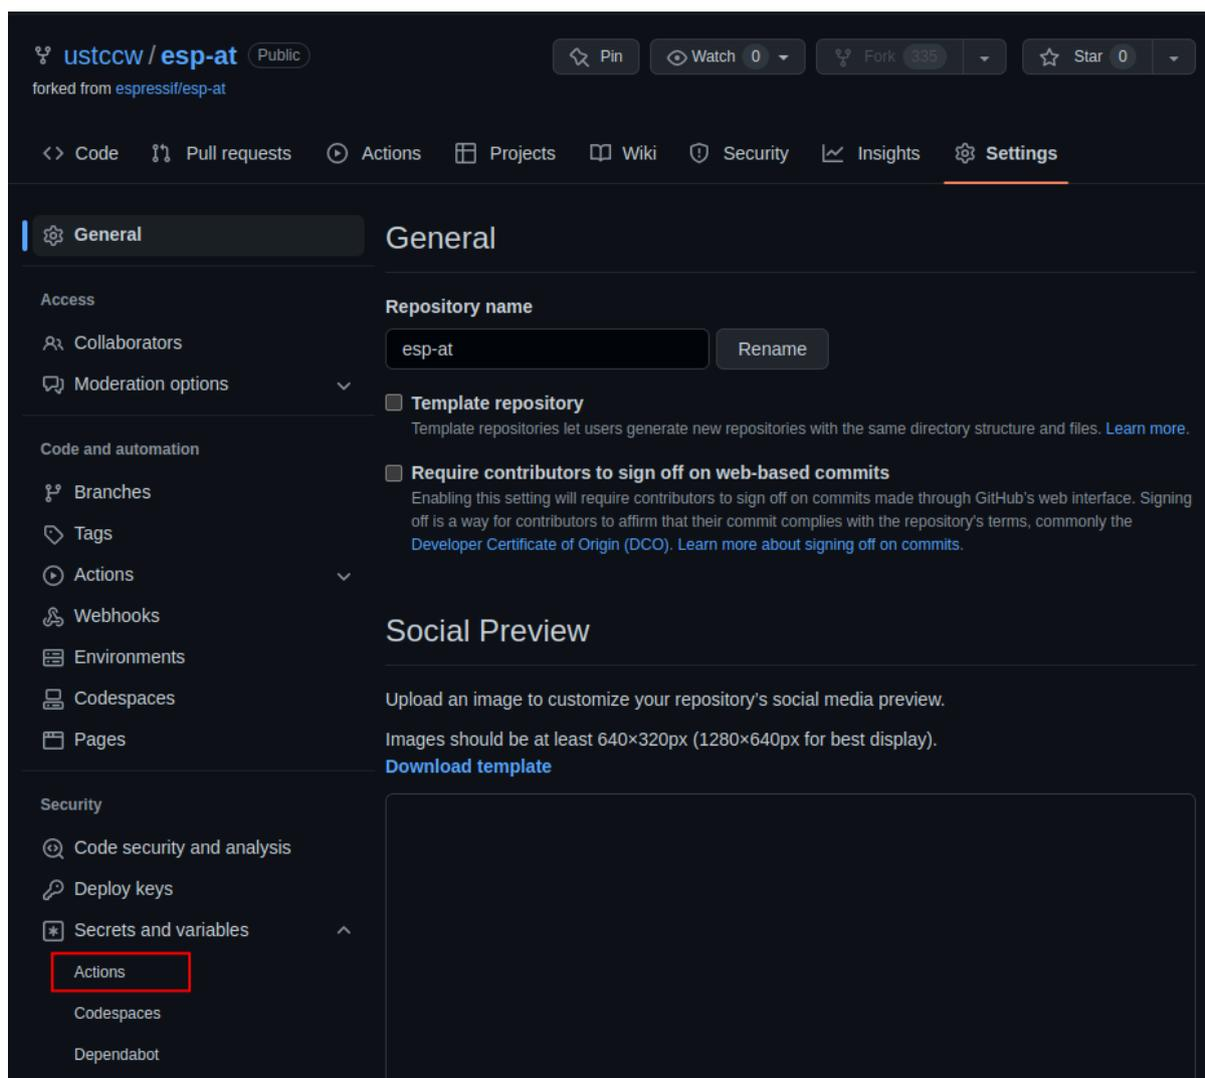 ustccw / esp-at Public
Pin Watch 0 Fork 335 Star 0
forked from espressif/esp-at
Code Pull requests Actions Projects Wiki Security Insights Settings
General
Access
Collaborators
Moderation options
Code and automation
Branches
Tags
Actions
Webhooks
Environments
Codespaces
Pages
Security
Code security and analysis
Deploy keys
Secrets and variables
Actions
Codespaces
Dependabot
General
Repository name
esp-at Rename
Template repository
Template repositories let users generate new repositories with the same directory structure and files. Learn more.
Require contributors to sign off on web-based commits
Enabling this setting will require contributors to sign off on commits made through GitHub's web interface. Signing
off is a way for contributors to affirm that their commit complies with the repository's terms, commonly the
Developer Certificate of Origin (DCO). Learn more about signing off on commits.
Social Preview
Upload an image to customize your repository's social media preview.
Images should be at least 640×320px (1280×640px for best display).
Download template